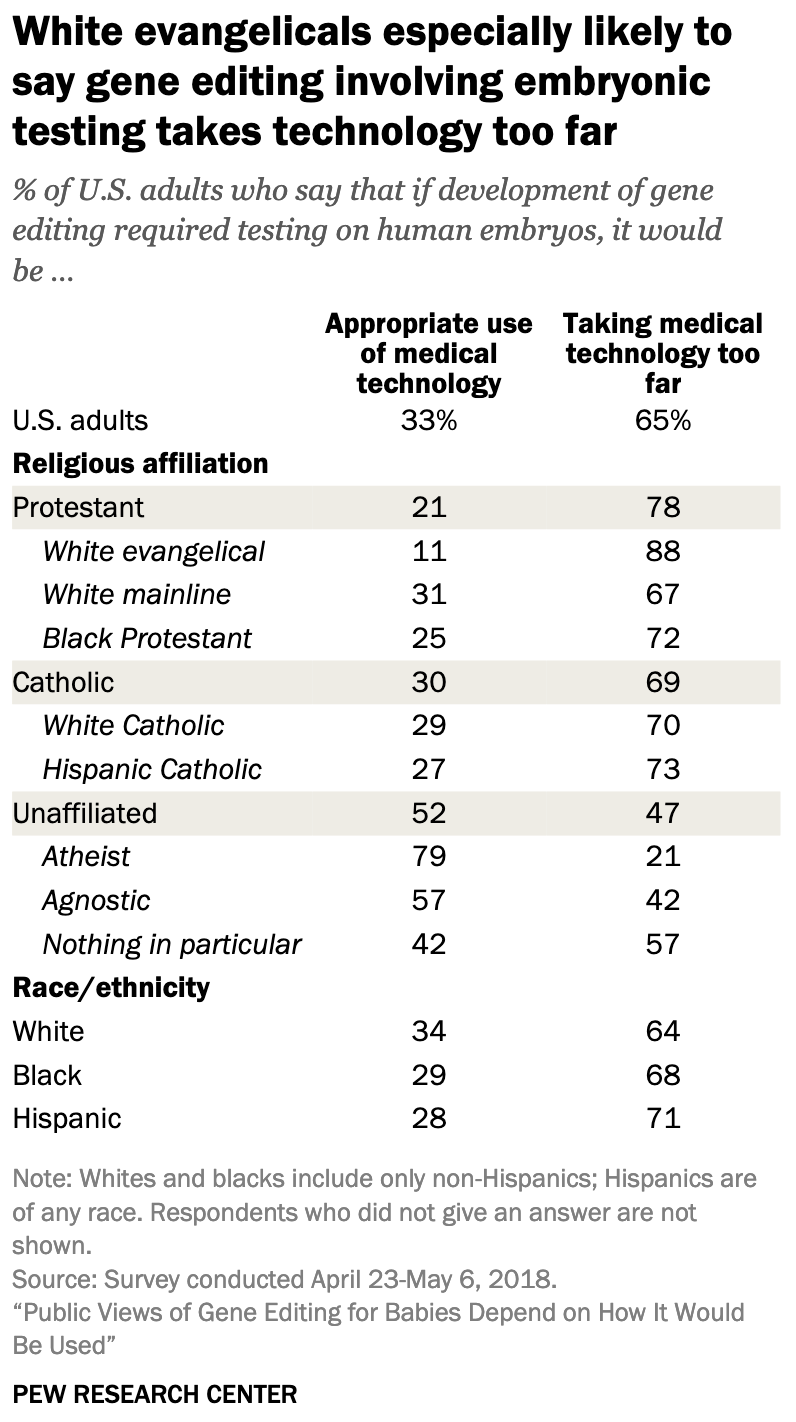 White evangelicals especially likely to
say gene editing involving embryonic
testing takes technology too far
% of U.S. adults who say that if development of gene
editing required testing on human embryos, it would
be ...
Appropriate use of medical technology Taking medical technology too far
U.S. adults 33% 65%
Religious affiliation
Protestant 21 78
White evangelical 11 88
White mainline 31 67
Black Protestant 25 72
Catholic 30 69
White Catholic 29 70
Hispanic Catholic 27 73
Unaffiliated 52 47
Atheist 79 21
Agnostic 57 42
Nothing in particular 42 57
Race/ethnicity
White 34 64
Black 29 68
Hispanic 28 71
Note: Whites and blacks include only non-Hispanics; Hispanics are
of any race. Respondents who did not give an answer are not
shown.
Source: Survey conducted April 23-May 6, 2018.
“Public Views of Gene Editing for Babies Depend on How It Would
Be Used”
PEW RESEARCH CENTER